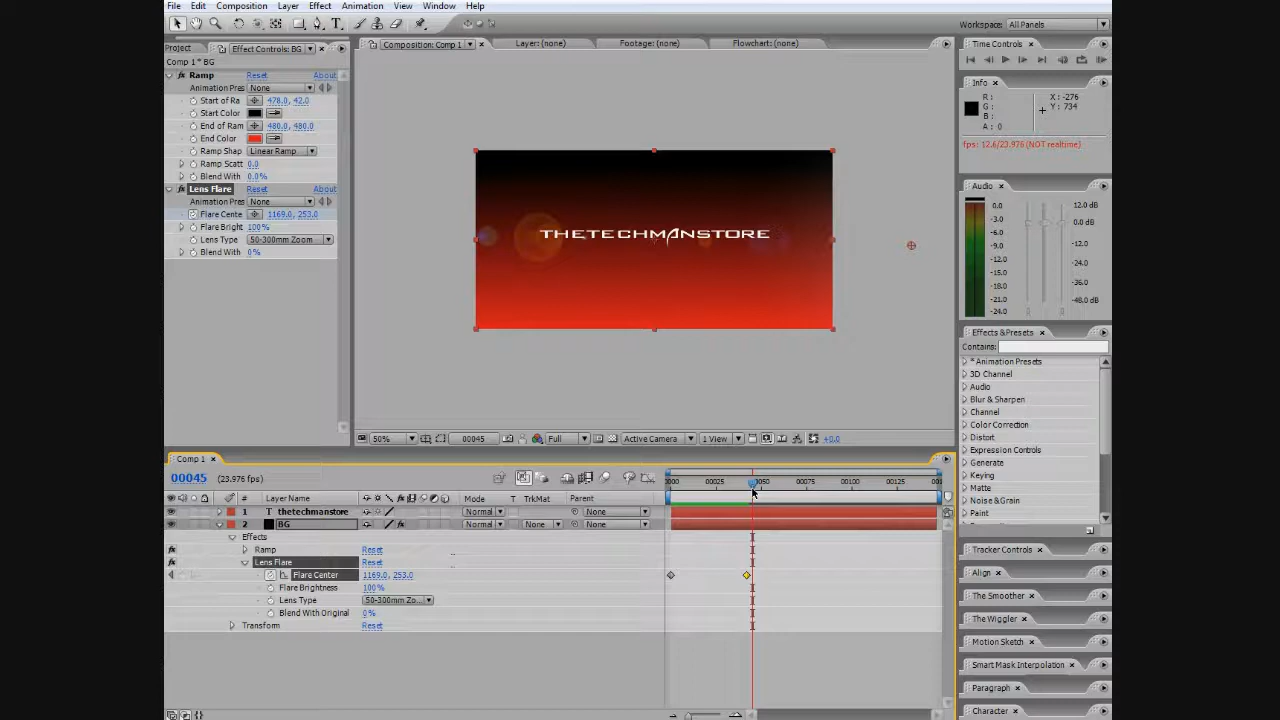 File Edit Composition Layer Effect Animation View Window Help
Workspace: All Panels
Project Effect Controls: BG
Composition: Comp 1 Layer: (none) Footage: (none) Flowchart: (none)
Time Controls
Comp 1 * BG
Ramp Reset About
Animation Pres None
Start of Ra 478.0, 42.0
Start Color
End of Ram 480.0, 480.0
End Color
Ramp Shap Linear Ramp
Ramp Scatt 0.0
Blend With 0.0%
Lens Flare Reset About
Animation Pres None
Flare Cente 1169.0, 253.0
Flare Bright 100%
Lens Type 50-300mm Zoom
Blend With 0%
THETECHMANSTORE
Info
R:
G:
B:
A: 0
X: -276
Y: 734
fps: 12.6/23.976 (NOT realtime)
Audio
0.0
-3.0
-6.0
-9.0
-12.0
-15.0
-18.0
-21.0
-24.0
12.0 dB
0.0 dB
-12.0
-24.0
-36.0
-48.0 dB
Effects & Presets
Contains:
* Animation Presets
3D Channel
Audio
Blur & Sharpen
Channel
Color Correction
Distort
Expression Controls
Generate
Keying
Matte
Noise & Grain
Paint
Tracker Controls
Align
The Smoother
The Wiggler
Motion Sketch
Smart Mask Interpolation
Paragraph
Character
50% 00045 Full Active Camera 1 View +0.0
Comp 1
00045 (23.976 fps)
0000 00025 00050 00075 00100 00125 001
# Layer Name Mode T TrkMat Parent
1 T thetechmanstore Normal None
2 BG Normal None None
Effects
Ramp Reset
Lens Flare Reset
Flare Center 1169.0, 253.0
Flare Brightness 100%
Lens Type 50-300mm Zo...
Blend With Original 0%
Transform Reset